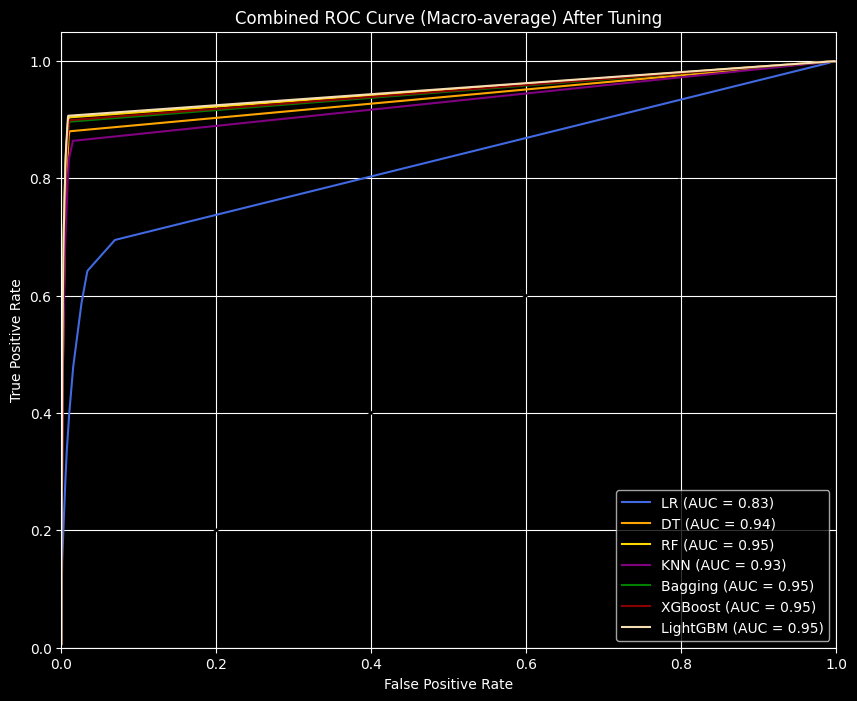 Combined ROC Curve (Macro-average) After Tuning
True Positive Rate
1.0
0.8
0.6
0.4
0.2
0.0
LR (AUC = 0.83)
DT (AUC = 0.94)
RF (AUC = 0.95)
KNN (AUC = 0.93)
Bagging (AUC = 0.95)
XGBoost (AUC = 0.95)
LightGBM (AUC = 0.95)
0.0 0.2 0.4 0.6 0.8 1.0
False Positive Rate